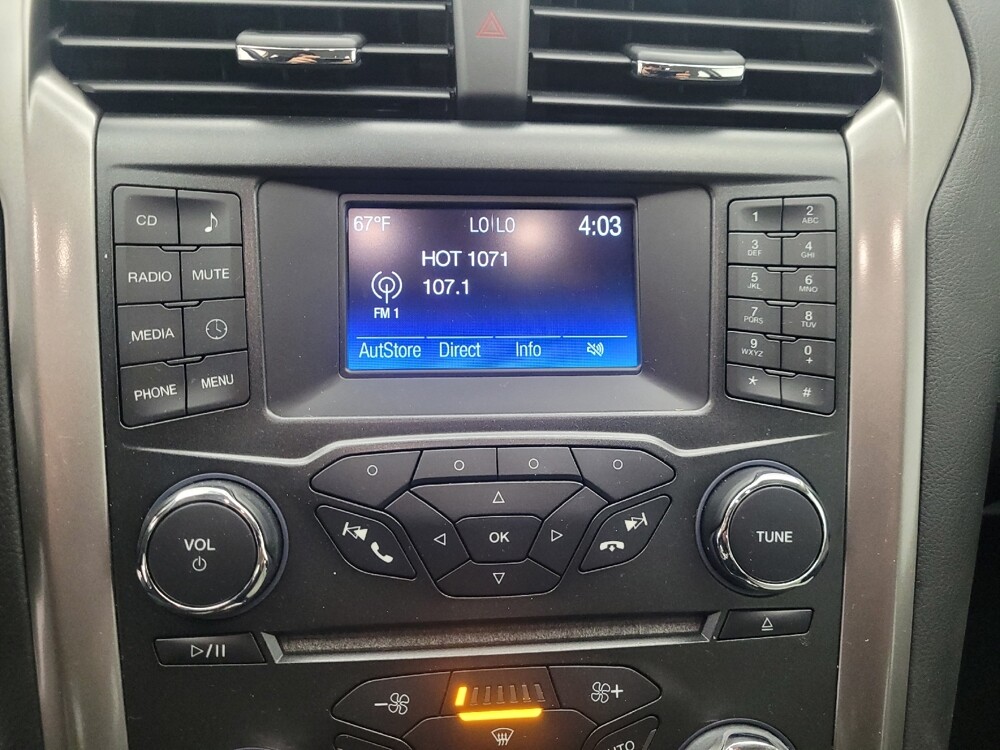 67°F LO LO 4:03
HOT 1071
107.1
FM 1
AutStore Direct Info
CD
RADIO MUTE
MEDIA
PHONE MENU
1 2 ABC
3 DEF 4 GHI
5 JKL 6 MNO
7 PQRS 8 TUV
9 WXYZ 0 +
* #
VOL
OK
TUNE
- +